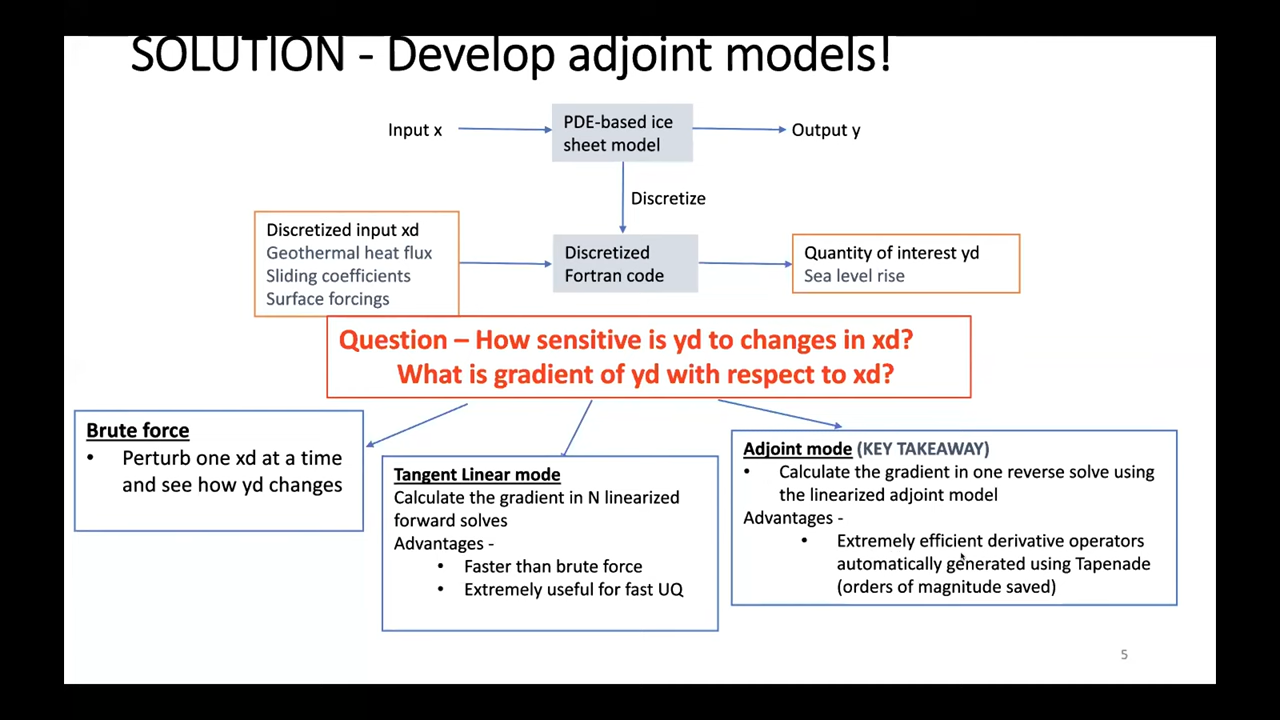 SOLUTION - Develop adjoint models!
Input x
PDE-based ice
sheet model
Output y
Discretize
Discretized input xd
Geothermal heat flux
Sliding coefficients
Surface forcings
Discretized
Fortran code
Quantity of interest yd
Sea level rise
Question – How sensitive is yd to changes in xd?
What is gradient of yd with respect to xd?
Brute force
• Perturb one xd at a time
and see how yd changes
Tangent Linear mode
Calculate the gradient in N linearized
forward solves
Advantages -
• Faster than brute force
• Extremely useful for fast UQ
Adjoint mode (KEY TAKEAWAY)
• Calculate the gradient in one reverse solve using
the linearized adjoint model
Advantages -
• Extremely efficient derivative operators
automatically generated using Tapenade
(orders of magnitude saved)
5